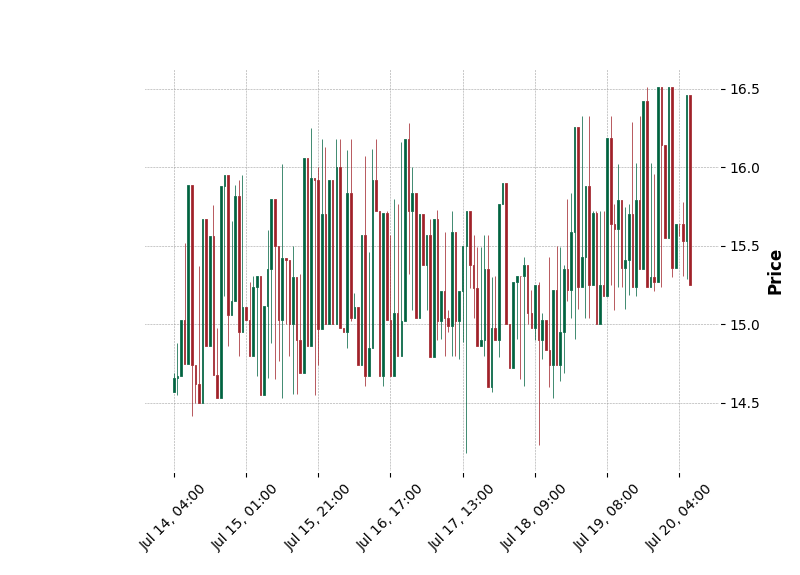 16.5
16.0
15.5
15.0
14.5
Price
Jul 14, 04:00
Jul 15, 01:00
Jul 15, 21:00
Jul 16, 17:00
Jul 17, 13:00
Jul 18, 09:00
Jul 19, 08:00
Jul 20, 04:00